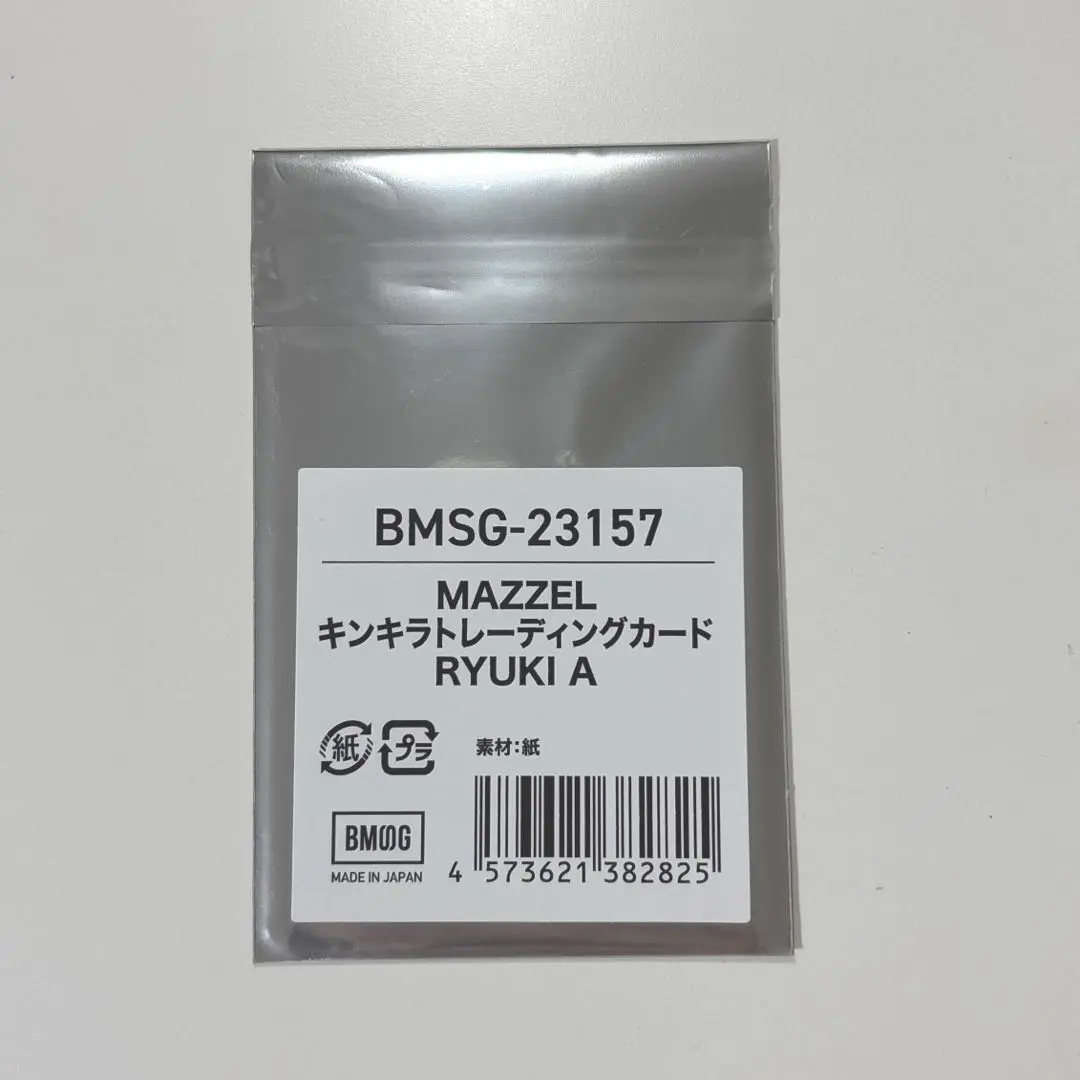 BMSG-23157
MAZZEL
キンキラトレーディングカード
RYUKI A
紙 プラ 素材:紙
BMSG
MADE IN JAPAN
4 573621 382825